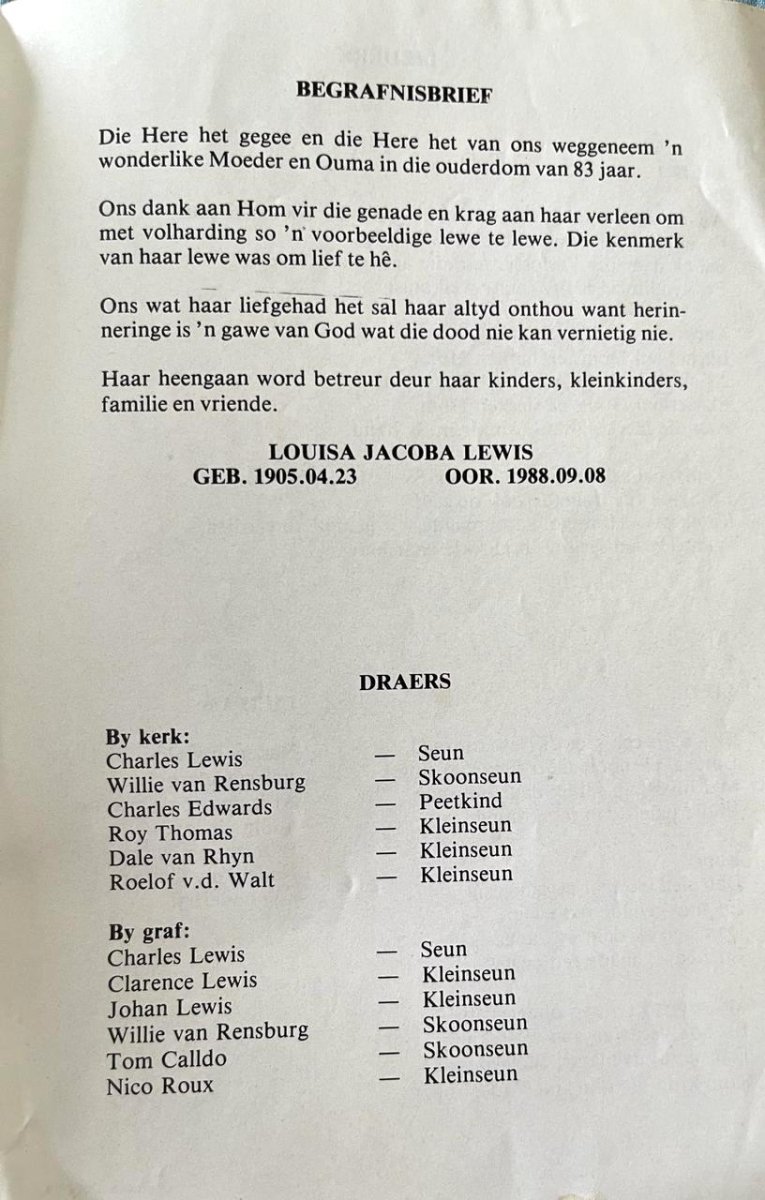 BEGRAFNISBRIEF
Die Here het gegee en die Here het van ons weggeneem 'n
wonderlike Moeder en Ouma in die ouderdom van 83 jaar.
Ons dank aan Hom vir die genade en krag aan haar verleen om
met volharding so 'n voorbeeldige lewe te lewe. Die kenmerk
van haar lewe was om lief te hê.
Ons wat haar liefgehad het sal haar altyd onthou want herin-
neringe is 'n gawe van God wat die dood nie kan vernietig nie.
Haar heengaan word betreur deur haar kinders, kleinkinders,
familie en vriende.
LOUISA JACOBA LEWIS
GEB. 1905.04.23 OOR. 1988.09.08
DRAERS
By kerk:
Charles Lewis — Seun
Willie van Rensburg — Skoonseun
Charles Edwards — Peetkind
Roy Thomas — Kleinseun
Dale van Rhyn — Kleinseun
Roelof v.d. Walt — Kleinseun
By graf:
Charles Lewis — Seun
Clarence Lewis — Kleinseun
Johan Lewis — Kleinseun
Willie van Rensburg — Skoonseun
Tom Calldo — Skoonseun
Nico Roux — Kleinseun